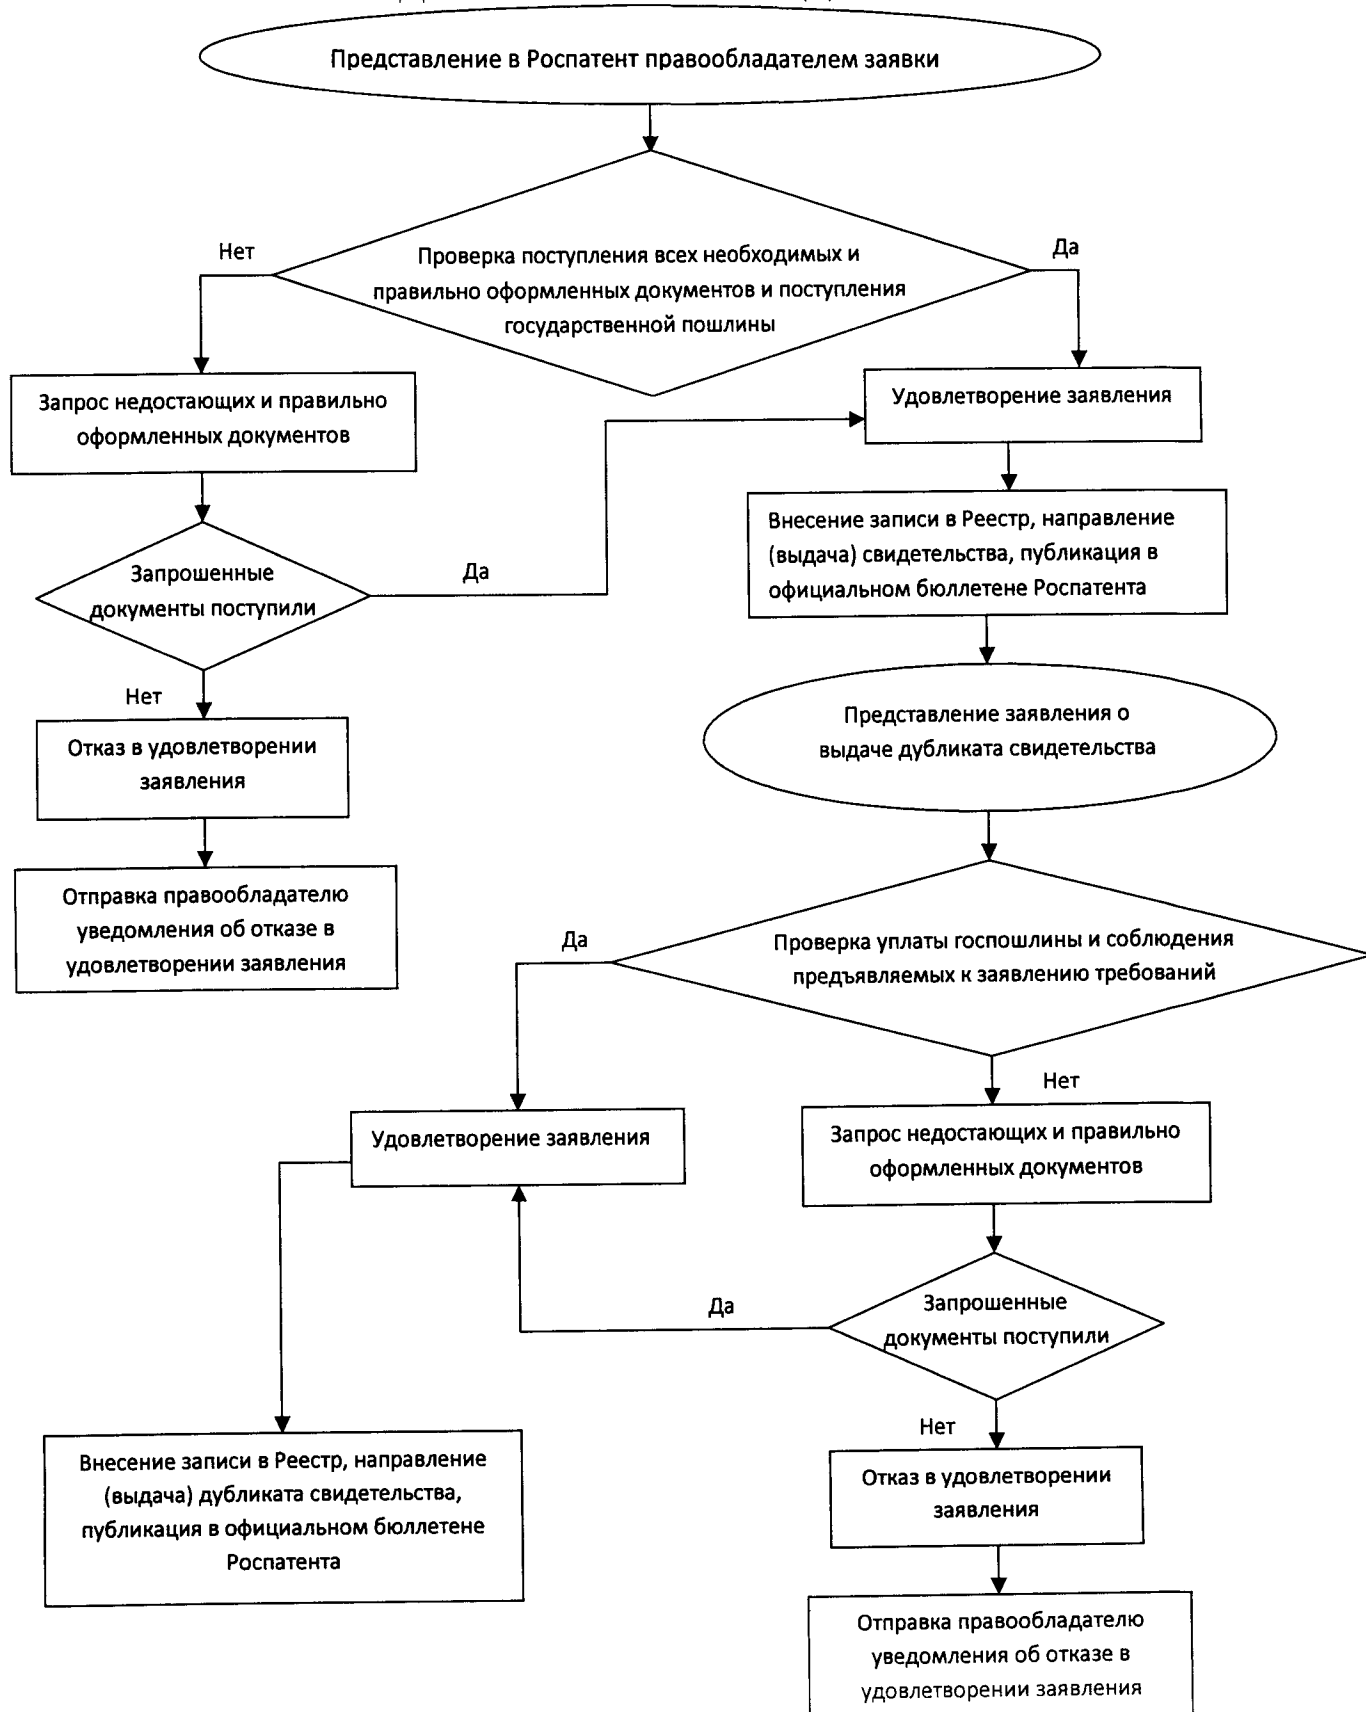 Представление в Роспатент правообладателем заявки
Нет
Да
Проверка поступления всех необходимых и
правильно оформленных документов и поступления
государственной пошлины
Запрос недостающих и правильно
оформленных документов
Удовлетворение заявления
Внесение записи в Реестр, направление
(выдача) свидетельства, публикация в
официальном бюллетене Роспатента
Запрошенные
документы поступили
Да
Нет
Отказ в удовлетворении
заявления
Представление заявления о
выдаче дубликата свидетельства
Отправка правообладателю
уведомления об отказе в
удовлетворении заявления
Да
Проверка уплаты госпошлины и соблюдения
предъявляемых к заявлению требований
Нет
Удовлетворение заявления
Запрос недостающих и правильно
оформленных документов
Да
Запрошенные
документы поступили
Нет
Внесение записи в Реестр, направление
(выдача) дубликата свидетельства,
публикация в официальном бюллетене
Роспатента
Отказ в удовлетворении
заявления
Отправка правообладателю
уведомления об отказе в
удовлетворении заявления